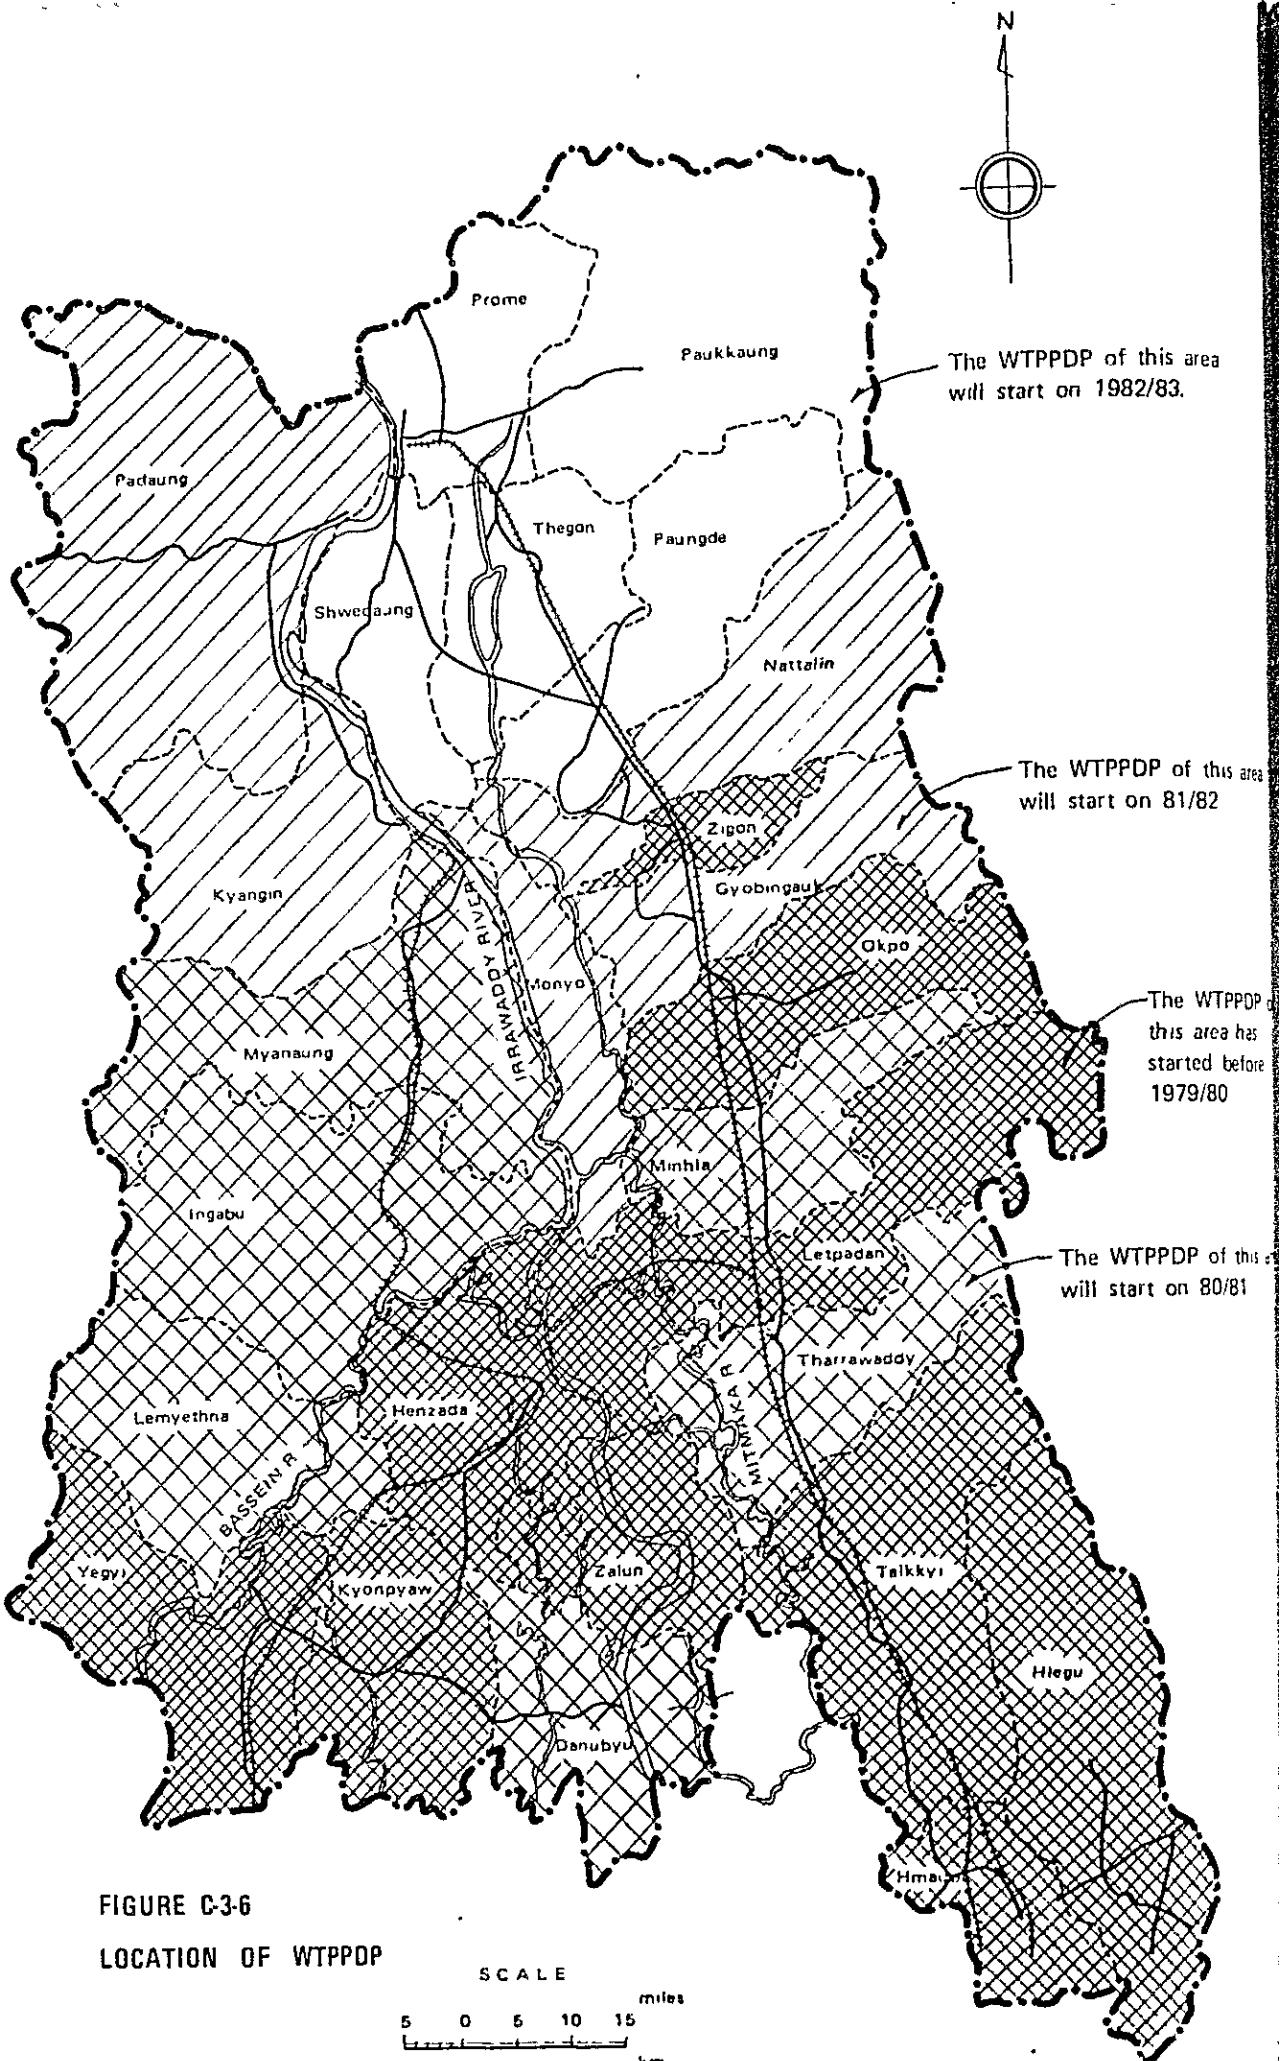 N
Prome
Paukkaung
The WTPPDP of this area
will start on 1982/83.
Padaung
Thegon
Paungde
Shwedaung
Nattalin
The WTPPDP of this area
will start on 81/82
Zigon
Kyangin
Gyobingauk
IRRAWADDY RIVER
Okpo
Monyo
The WTPPDP
this area has
started before
1979/80
Myanaung
Minhla
Ingabu
Letpadan
The WTPPDP of this
will start on 80/81
Tharrawaddy
MITMAKA R
Henzada
Lemyethna
BASSEIN R
Yegyi
Kyonpyaw
Zalun
Taikkyi
Hlegu
Danubyu
FIGURE C-3-6
LOCATION OF WTPPDP
SCALE
miles
5 0 5 10 15